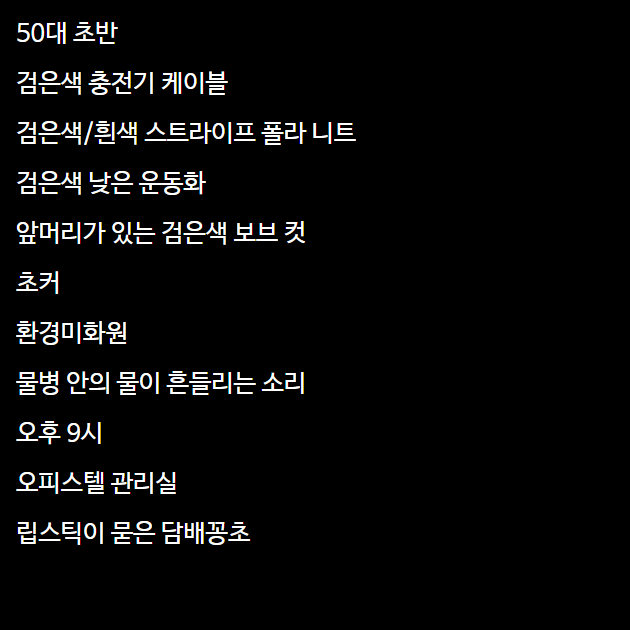 50대 초반
검은색 충전기 케이블
검은색/흰색 스트라이프 폴라 니트
검은색 낮은 운동화
앞머리가 있는 검은색 보브 컷
초커
환경미화원
물병 안의 물이 흔들리는 소리
오후 9시
오피스텔 관리실
립스틱이 묻은 담배꽁초